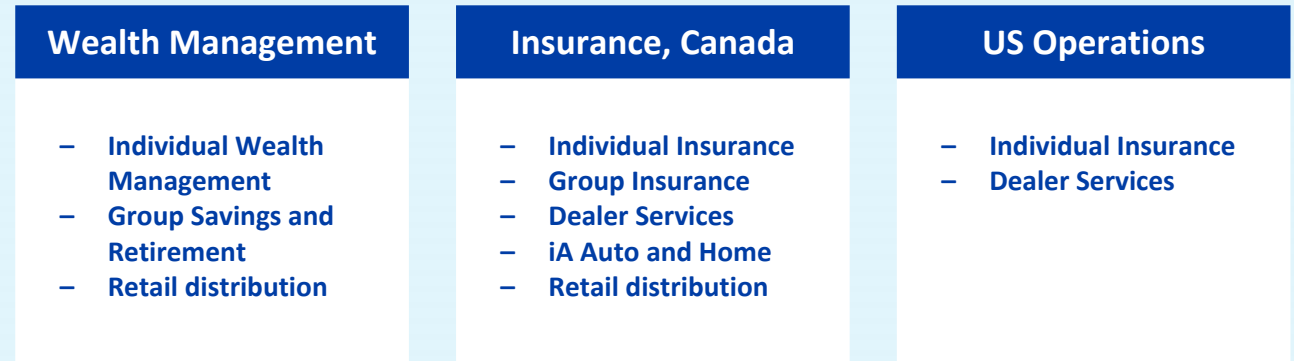 Wealth Management
– Individual Wealth
Management
– Group Savings and
Retirement
– Retail distribution
Insurance, Canada
– Individual Insurance
– Group Insurance
– Dealer Services
– iA Auto and Home
– Retail distribution
US Operations
– Individual Insurance
– Dealer Services